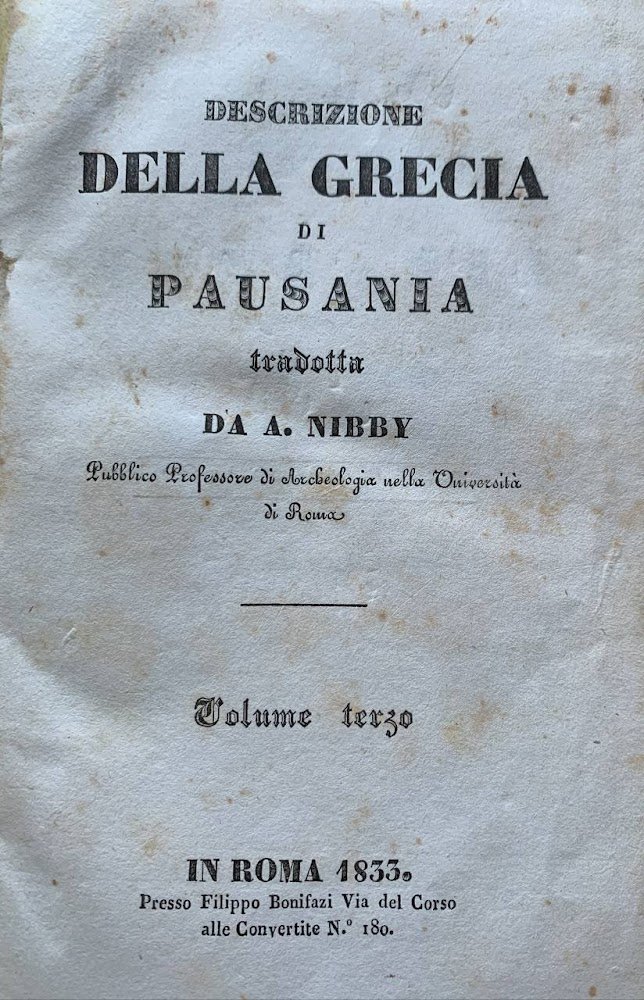 DESCRIZIONE
DELLA GRECIA
DI
PAUSANIA
tradotta
DA A. NIBBY
Pubblico Professore di Archeologia nella Università
di Roma
Volume terzo
IN ROMA 1833.
Presso Filippo Bonifazi Via del Corso
alle Convertite N.º 180.